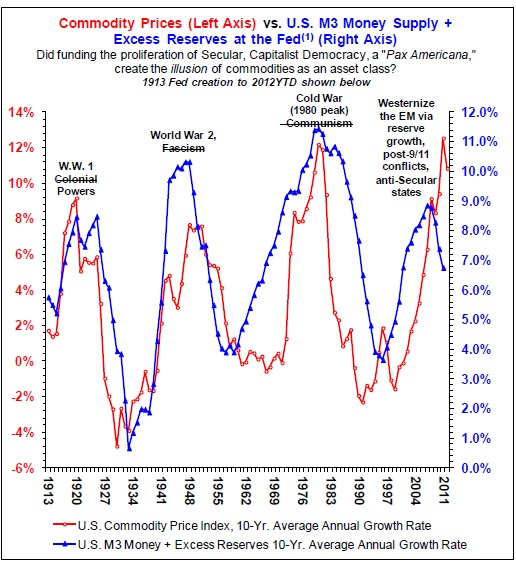 Commodity Prices (Left Axis) vs. U.S. M3 Money Supply +
Excess Reserves at the Fed(1) (Right Axis)
Did funding the proliferation of Secular, Capitalist Democracy, a "Pax Americana,"
create the illusion of commodities as an asset class?
1913 Fed creation to 2012YTD shown below
14%
12%
10%
8%
6%
4%
2%
0%
-2%
-4%
-6%
W.W. 1
Colonial
Powers
World War 2,
Fascism
Cold War
(1980 peak)
Communism
Westernize
the EM via
reserve
growth,
post-9/11
conflicts,
anti-Secular
states
12.0%
11.0%
10.0%
9.0%
8.0%
7.0%
6.0%
5.0%
4.0%
3.0%
2.0%
1.0%
0.0%
1913 1920 1927 1934 1941 1948 1955 1962 1969 1976 1983 1990 1997 2004 2011
U.S. Commodity Price Index, 10-Yr. Average Annual Growth Rate
U.S. M3 Money + Excess Reserves 10-Yr. Average Annual Growth Rate